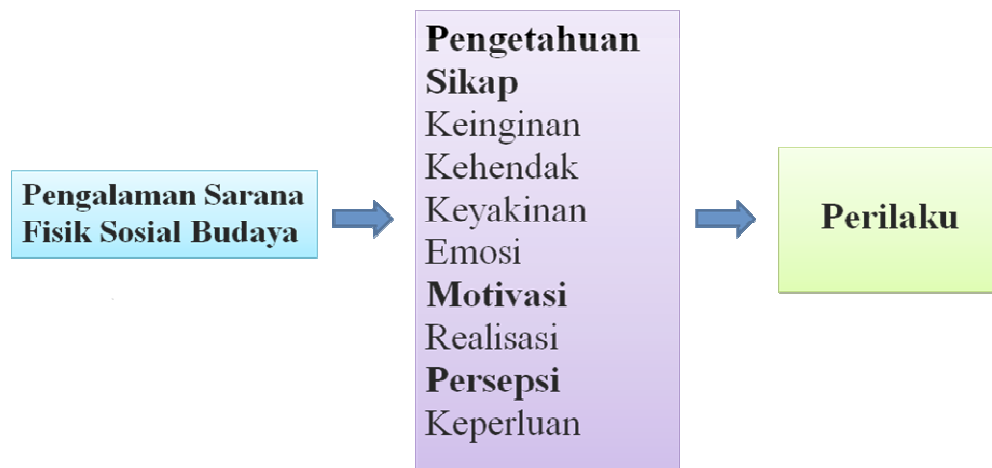 Pengalaman Sarana
Fisik Sosial Budaya
Pengetahuan
Sikap
Keinginan
Kehendak
Keyakinan
Emosi
Motivasi
Realisasi
Persepsi
Keperluan
Perilaku